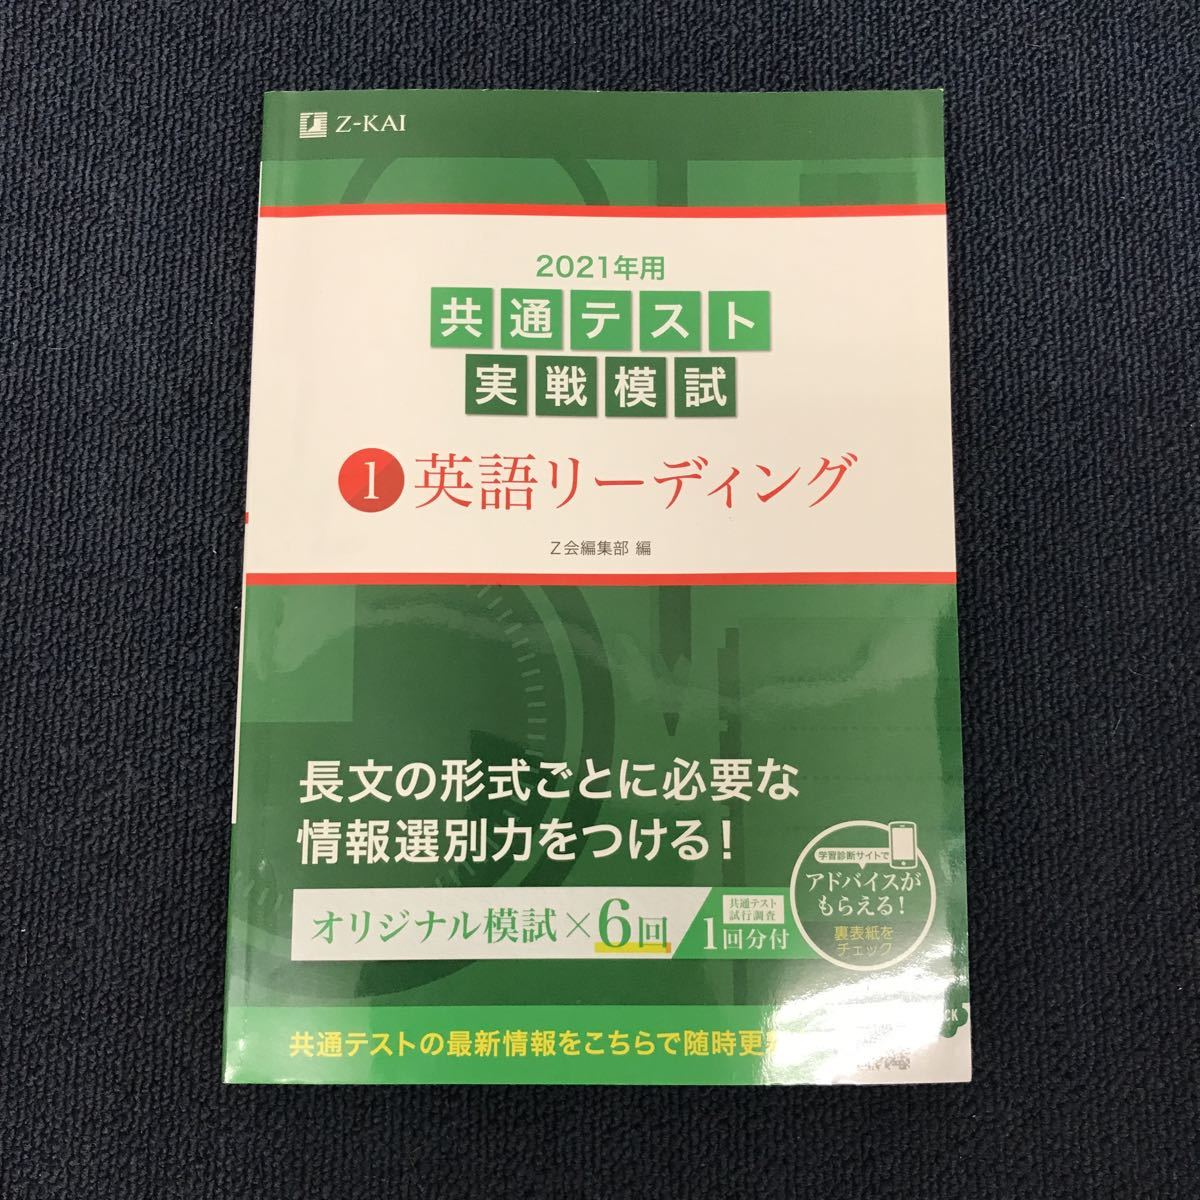 Z-KAI
2021年用
共通テスト
実戦模試
1 英語リーディング
Z会編集部 編
長文の形式ごとに必要な
情報選別力をつける!
オリジナル模試×6回
共通テスト
試行調査
1回分付
学習診断サイトで
アドバイスが
もらえる!
裏表紙を
チェック
共通テストの最新情報をこちらで随時更
CK